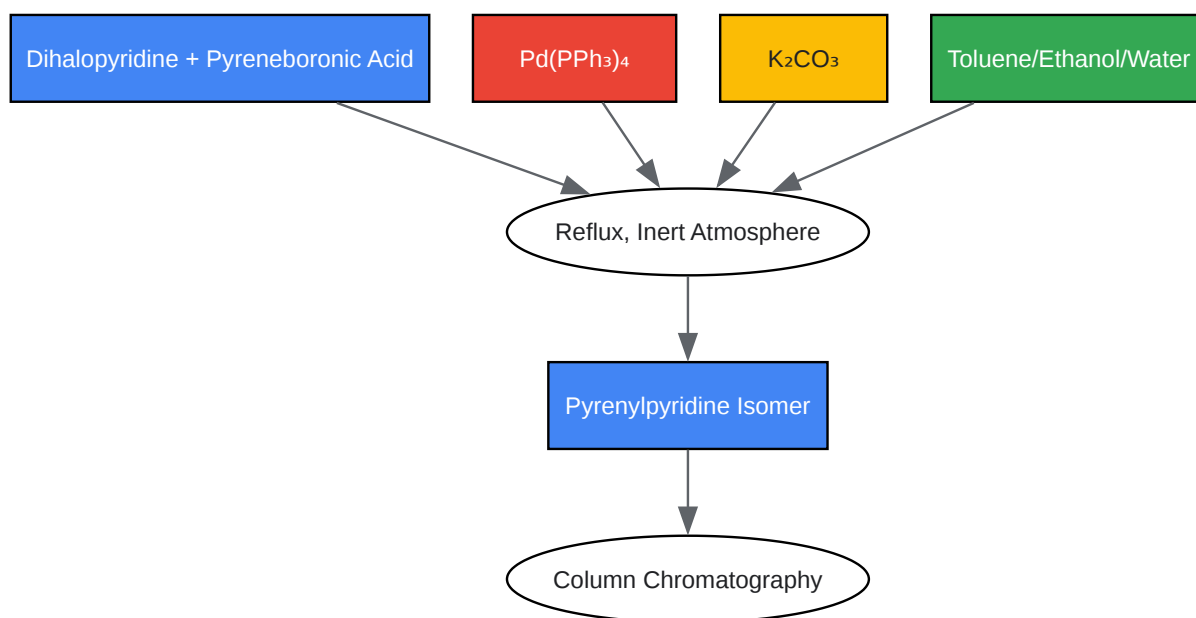 Dihalopyridine + Pyreneboronic Acid
Pd(PPh₃)₄
K₂CO₃
Toluene/Ethanol/Water
Reflux, Inert Atmosphere
Pyrenylpyridine Isomer
Column Chromatography